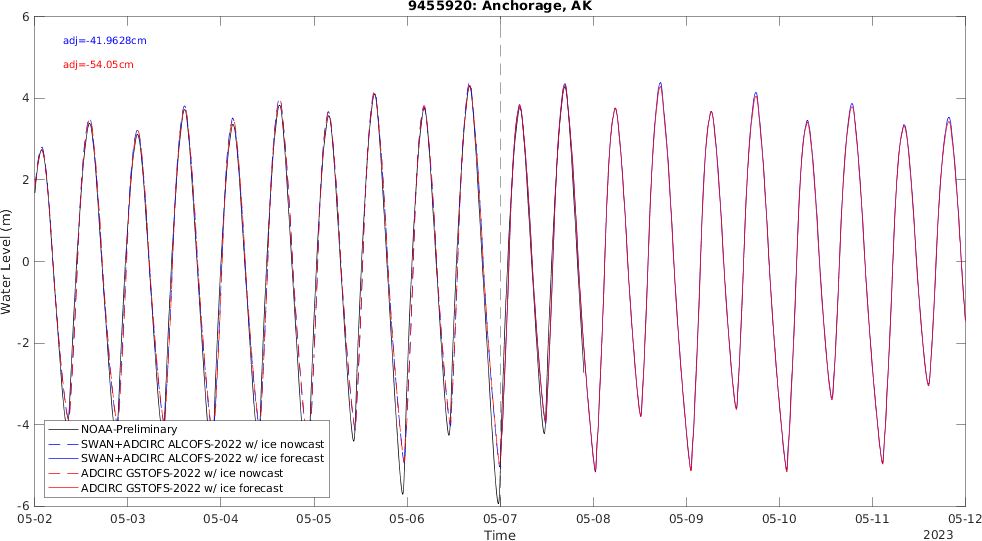 9455920: Anchorage, AK
adj=-41.9628cm
adj=-54.05cm
6
4
2
0
-2
-4
-6
Water Level (m)
NOAA-Preliminary
SWAN+ADCIRC ALCOFS-2022 w/ ice nowcast
SWAN+ADCIRC ALCOFS-2022 w/ ice forecast
ADCIRC GSTOFS-2022 w/ ice nowcast
ADCIRC GSTOFS-2022 w/ ice forecast
05-02 05-03 05-04 05-05 05-06 05-07 05-08 05-09 05-10 05-11 05-12
Time
2023